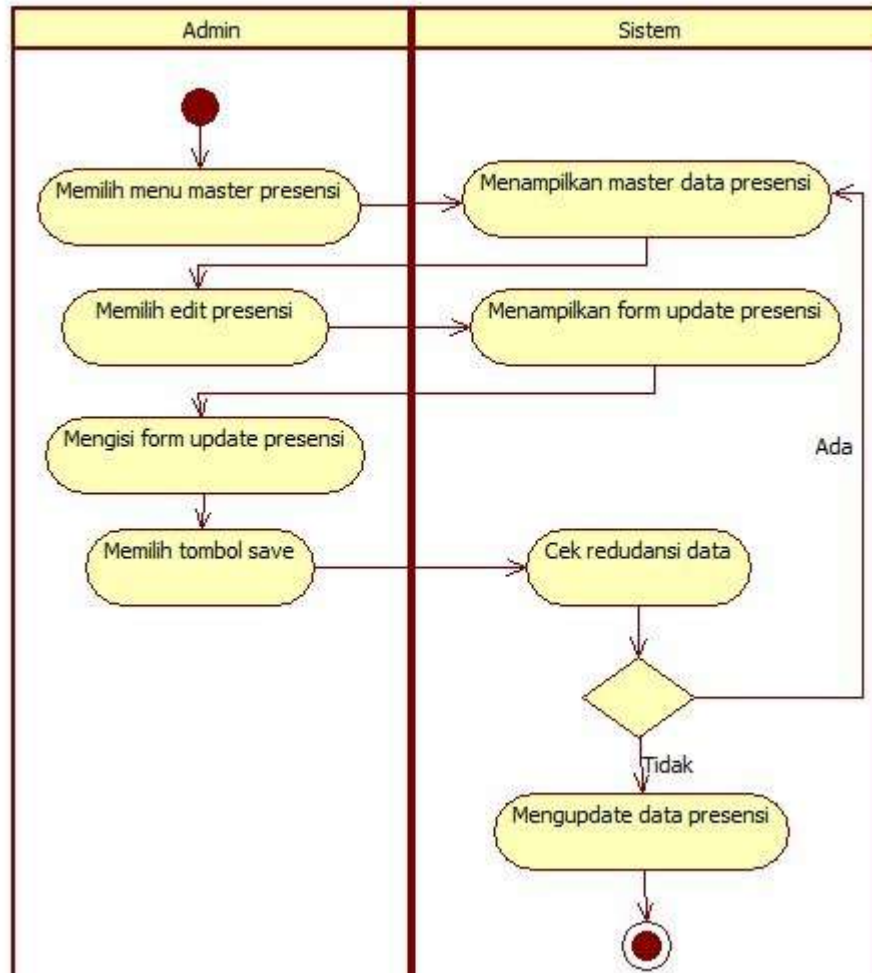 Admin
Sistem
Memilih menu master presensi
Menampilkan master data presensi
Memilih edit presensi
Menampilkan form update presensi
Mengisi form update presensi
Ada
Memilih tombol save
Cek redudansi data
Tidak
Mengupdate data presensi